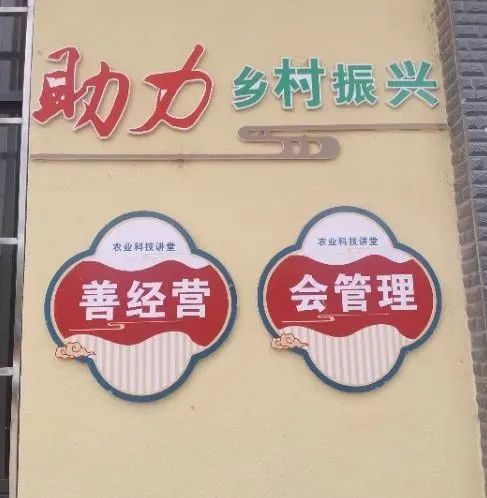 助力乡村振兴
农业科技讲堂
善经营
农业科技讲堂
会管理